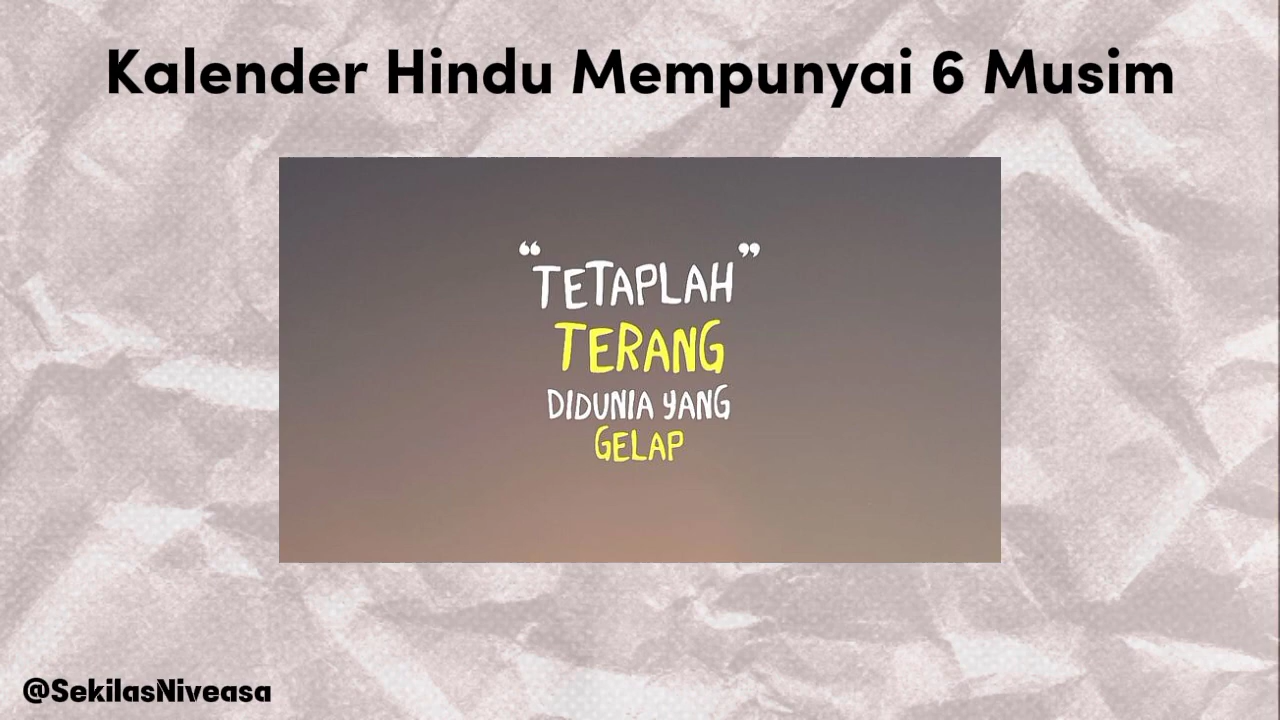 Kalender Hindu Mempunyai 6 Musim
“TETAPLAH”
TERANG
DIDUNIA YANG
GELAP
@SekilasNiveasa